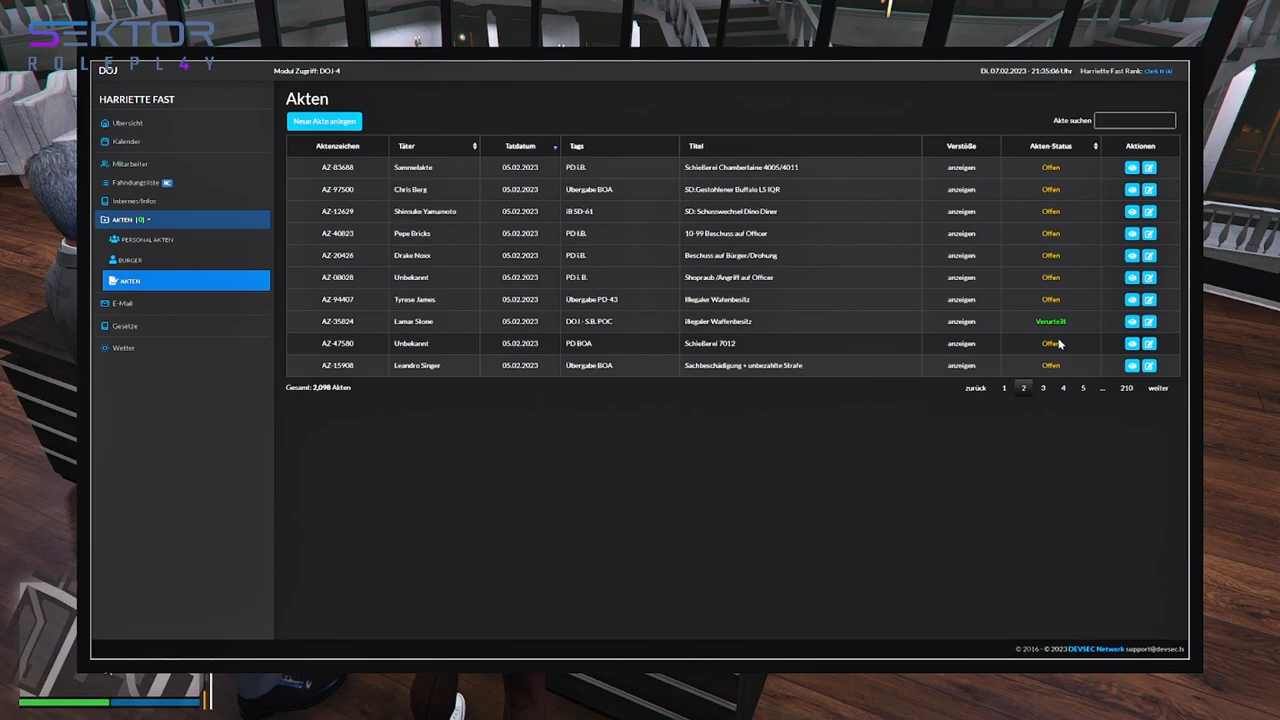 SEKTOR
ROLEPL4Y
DOJ
Modul Zugriff: DOJ-4
Di. 07.02.2023 - 21:35:06 Uhr
Harriette Fast Rank: Clerk III (4)
HARRIETTE FAST
Übersicht
Kalender
Mitarbeiter
Fahndungsliste
Internes/Infos
AKTEN [0]
PERSONAL AKTEN
BÜRGER
AKTEN
E-Mail
Gesetze
Wetter
Akten
Neue Akte anlegen
Akte suchen
Aktenzeichen Täter Tatdatum Tags Titel Verstöße Akten-Status Aktionen
AZ-83688 Sammelakte 05.02.2023 PD i.B. Schießerei Chamberlaine 4005/4011 anzeigen Offen
AZ-97500 Chris Berg 05.02.2023 Übergabe BOA SD:Gestohlener Buffalo LS IQR anzeigen Offen
AZ-12629 Shinsuke Yamamoto 05.02.2023 iB SD-61 SD: Schusswechsel Dino Diner anzeigen Offen
AZ-40823 Pepe Bricks 05.02.2023 PD I.B. 10-99 Beschuss auf Officer anzeigen Offen
AZ-20426 Drake Noxx 05.02.2023 PD i.B. Beschuss auf Bürger/Drohung anzeigen Offen
AZ-08028 Unbekannt 05.02.2023 PD i. B. Shopraub /Angriff auf Officer anzeigen Offen
AZ-94407 Tyrese James 05.02.2023 Übergabe PD-43 Illegaler Wafenbesitz anzeigen Offen
AZ-35824 Lamar Stone 05.02.2023 DOJ - S.B. POC illegaler Waffenbesitz anzeigen Verurteilt
AZ-47580 Unbekannt 05.02.2023 PD BOA Schießerei 7012 anzeigen Offen
AZ-15908 Leandro Singer 05.02.2023 Übergabe BOA Sachbeschädigung + unbezahlte Strafe anzeigen Offen
Gesamt: 2,098 Akten
zurück 1 2 3 4 5 ... 210 weiter
© 2016 - © 2023 DEVSEC Network support@devsec.ls